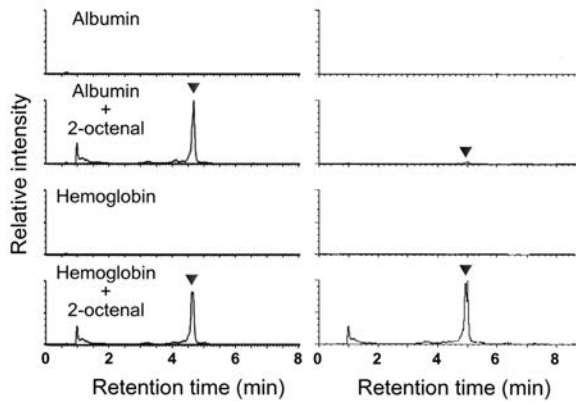 Albumin
Albumin
+
2-octenal
Hemoglobin
Hemoglobin
+
2-octenal
Relative intensity
0 2 4 6 8
0 2 4 6 8
Retention time (min)
Retention time (min)